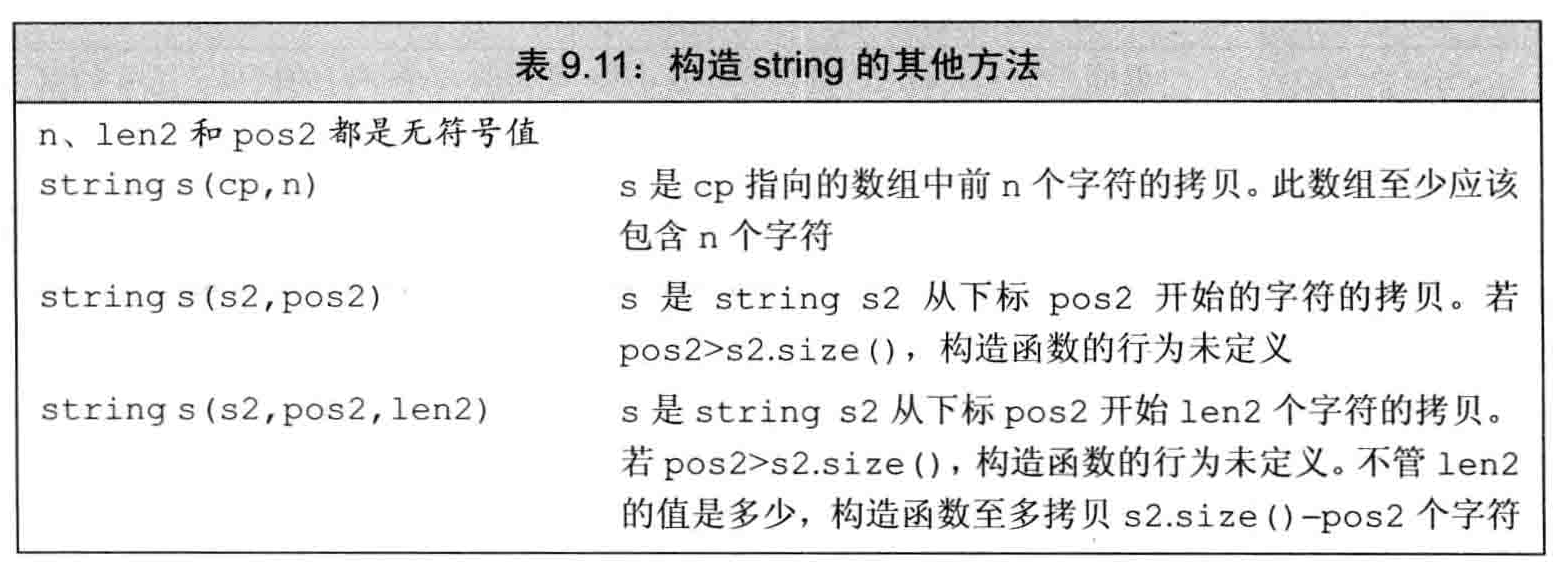 表 9.11：构造 string 的其他方法
n、len2 和 pos2 都是无符号值
string s(cp,n)
s 是 cp 指向的数组中前 n 个字符的拷贝。此数组至少应该
包含 n 个字符
string s(s2,pos2)
s 是 string s2 从下标 pos2 开始的字符的拷贝。若
pos2>s2.size()，构造函数的行为未定义
string s(s2,pos2,len2)
s 是 string s2 从下标 pos2 开始 len2 个字符的拷贝。
若 pos2>s2.size()，构造函数的行为未定义。不管 len2
的值是多少，构造函数至多拷贝 s2.size()–pos2 个字符